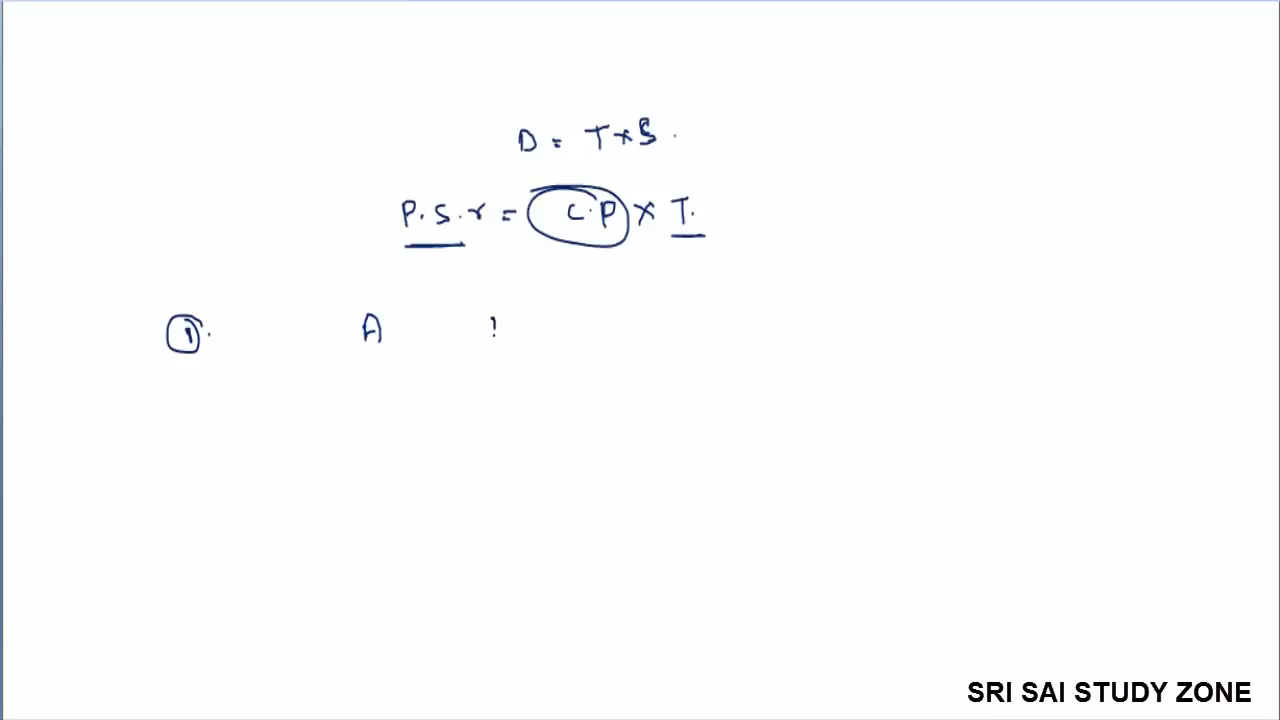 D = T × S.
P.S.r = C.P × T.
①. A
SRI SAI STUDY ZONE